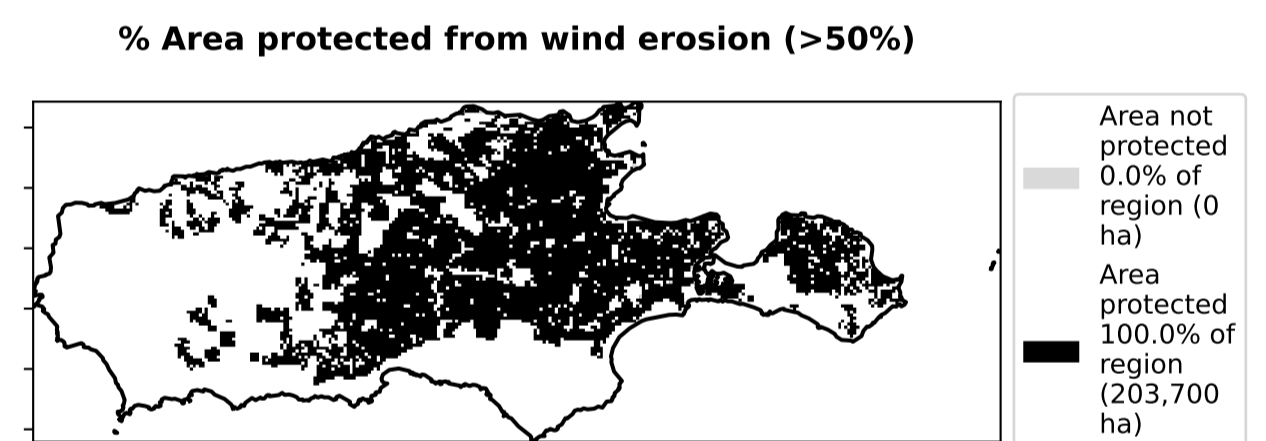 % Area protected from wind erosion (>50%)
Area not
protected
0.0% of
region (0
ha)
Area
protected
100.0% of
region
(203,700
ha)